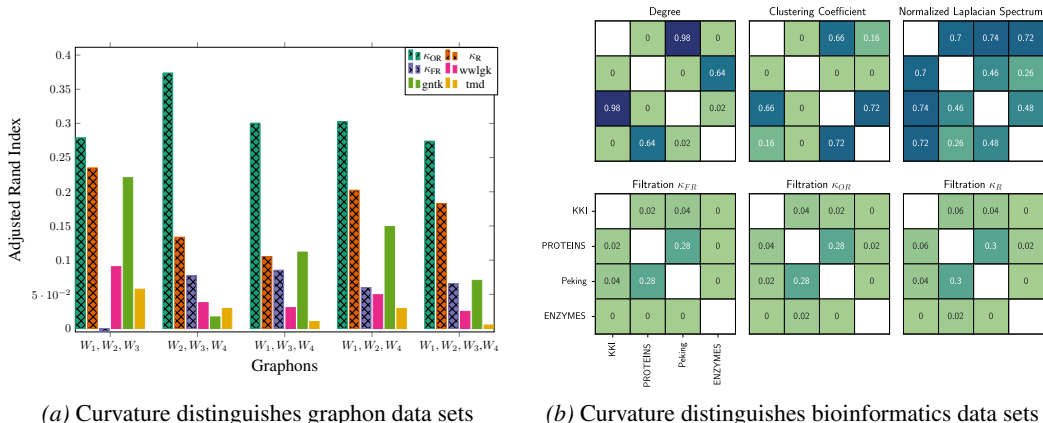 0.4
0.35
0.3
0.25
0.2
0.15
0.1
5 · 10⁻²
0
Adjusted Rand Index
κOR κR
κFR wwlgk
gntk tmd
W₁, W₂, W₃ W₂, W₃, W₄ W₁, W₃, W₄ W₁, W₂, W₄ W₁, W₂, W₃, W₄
Graphons
(a) Curvature distinguishes graphon data sets
Degree Clustering Coefficient Normalized Laplacian Spectrum
0 0.98 0 0 0.66 0.16 0.7 0.74 0.72
0 0 0.64 0 0 0 0.7 0.46 0.26
0.98 0 0.02 0.66 0 0.72 0.74 0.46 0.48
0 0.64 0.02 0.16 0 0.72 0.72 0.26 0.48
Filtration κFR Filtration κOR Filtration κR
KKI 0.02 0.04 0 0.04 0.02 0 0.06 0.04 0
PROTEINS 0.02 0.28 0 0.04 0.28 0.02 0.06 0.3 0.02
Peking 0.04 0.28 0 0.02 0.28 0 0.04 0.3 0
ENZYMES 0 0 0 0 0.02 0 0 0.02 0
KKI PROTEINS Peking ENZYMES
(b) Curvature distinguishes bioinformatics data sets